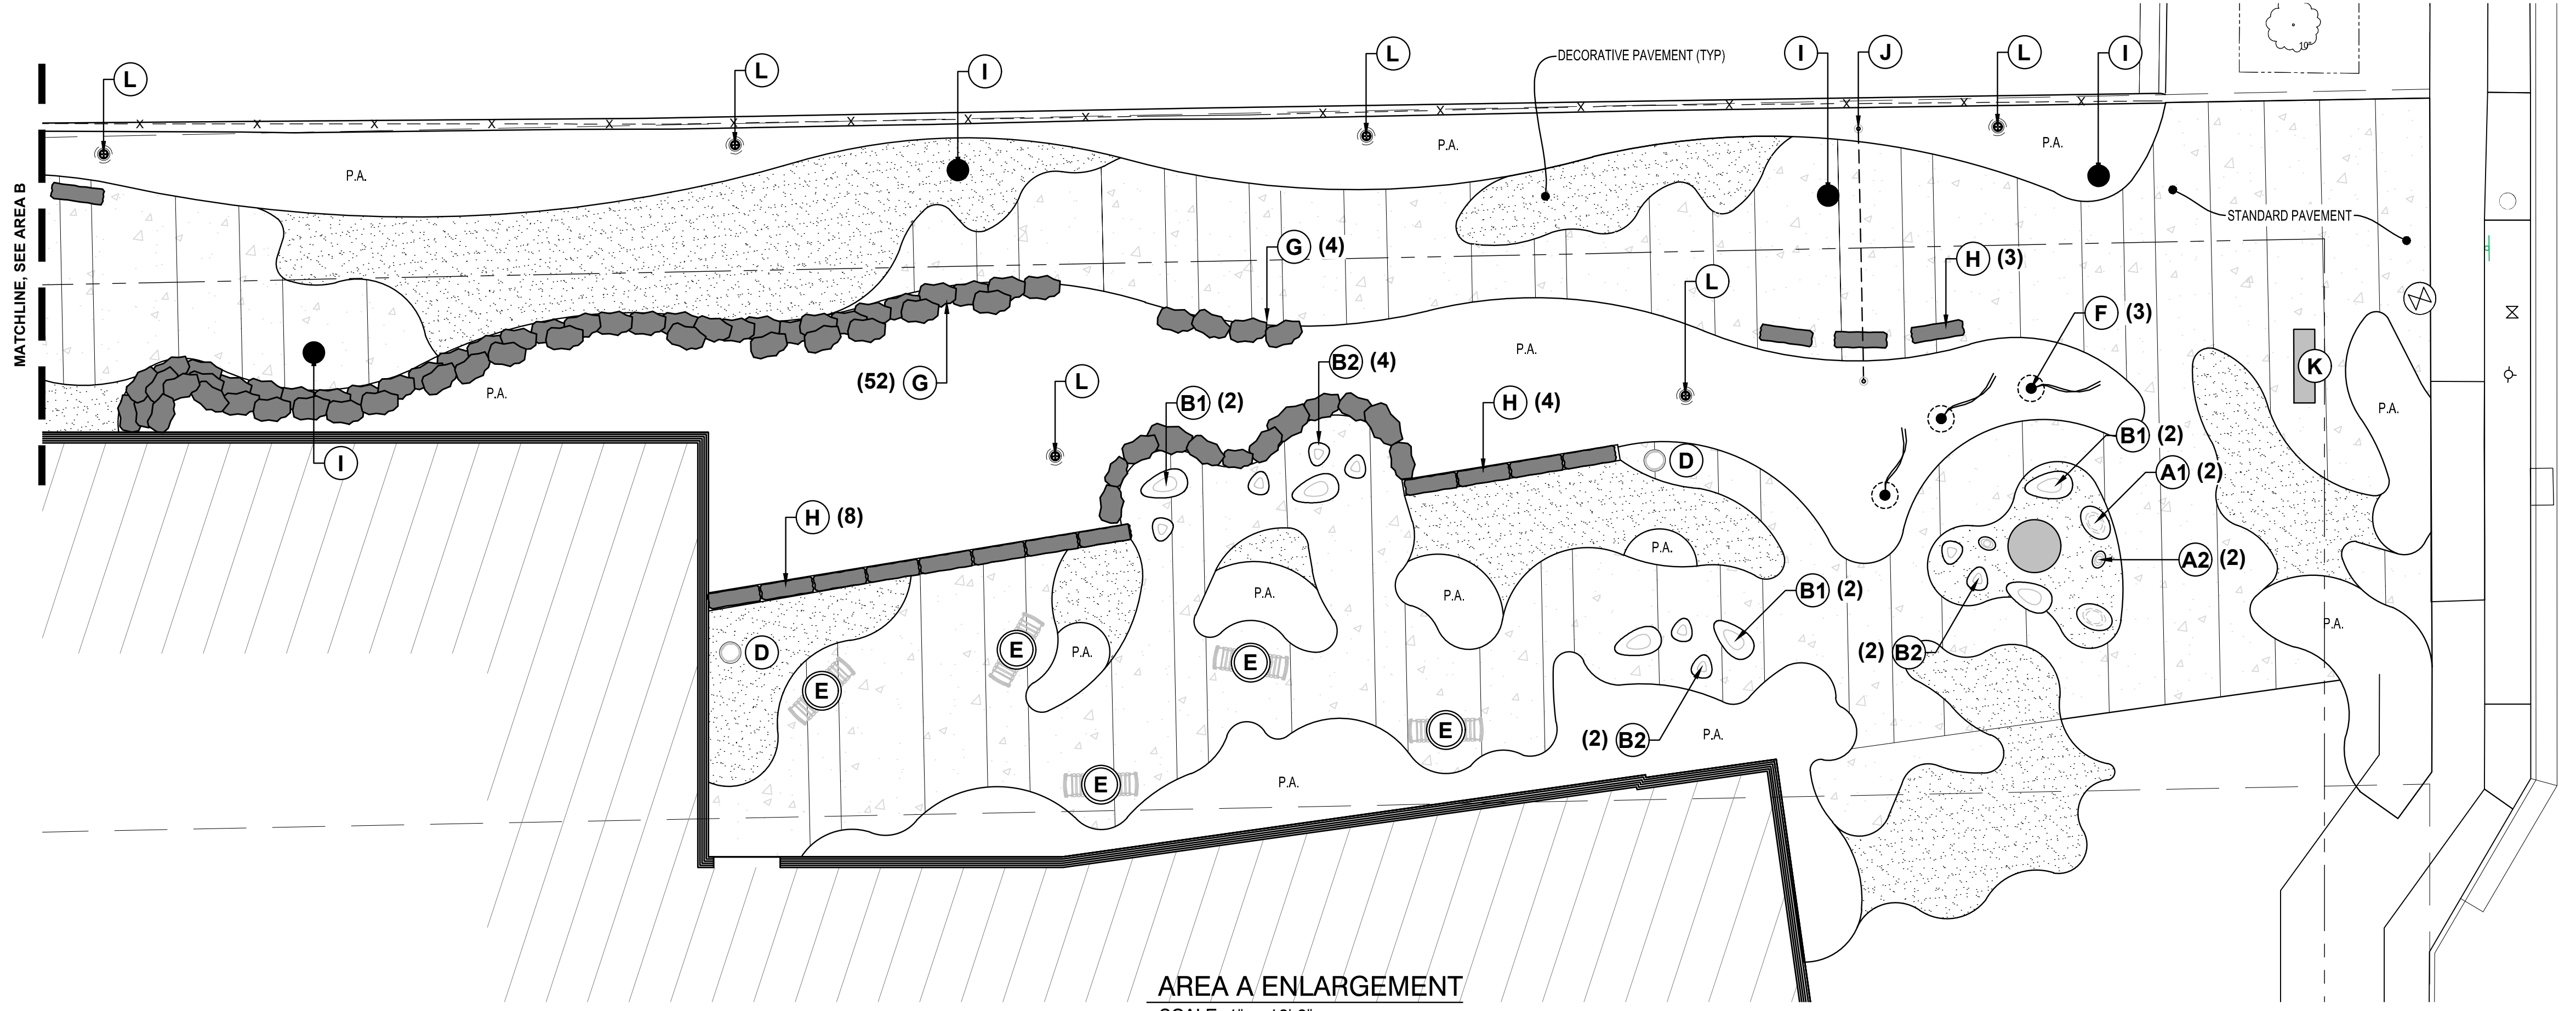 L
L
I
L
DECORATIVE PAVEMENT (TYP)
I
J
L
I
10"
P.A.
P.A.
P.A.
MATCHLINE, SEE AREA B
STANDARD PAVEMENT
G (4)
H (3)
L
F (3)
P.A.
B2 (4)
K
(52) G
L
P.A.
B1 (2)
H (4)
P.A.
B1 (2)
I
D
A1 (2)
H (8)
P.A.
A2 (2)
P.A.
P.A.
B1 (2)
P.A.
D
E
P.A.
E
(2) B2
E
E
(2) B2
P.A.
E
P.A.
AREA A ENLARGEMENT